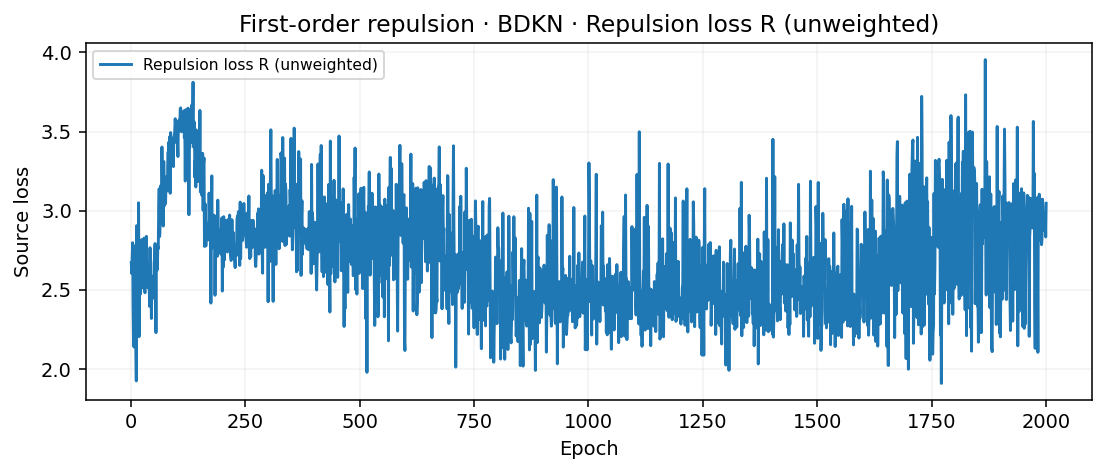 First-order repulsion · BDKN · Repulsion loss R (unweighted)
Repulsion loss R (unweighted)
Source loss
4.0
3.5
3.0
2.5
2.0
0 250 500 750 1000 1250 1500 1750 2000
Epoch